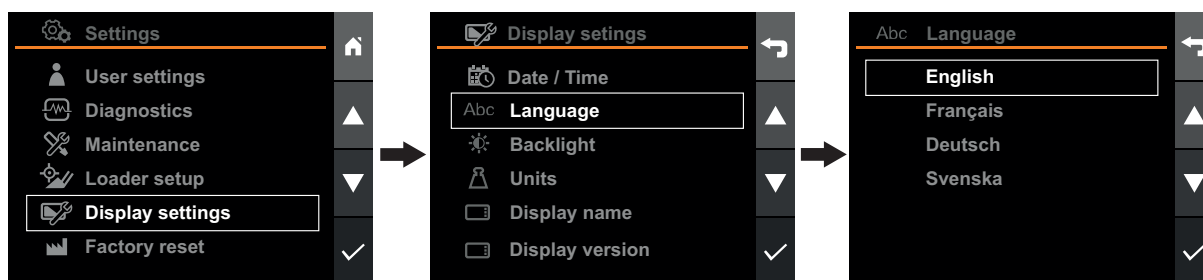 Settings
User settings
Diagnostics
Maintenance
Loader setup
Display settings
Factory reset
Display setings
Date / Time
Abc Language
Backlight
Units
Display name
Display version
Abc Language
English
Français
Deutsch
Svenska